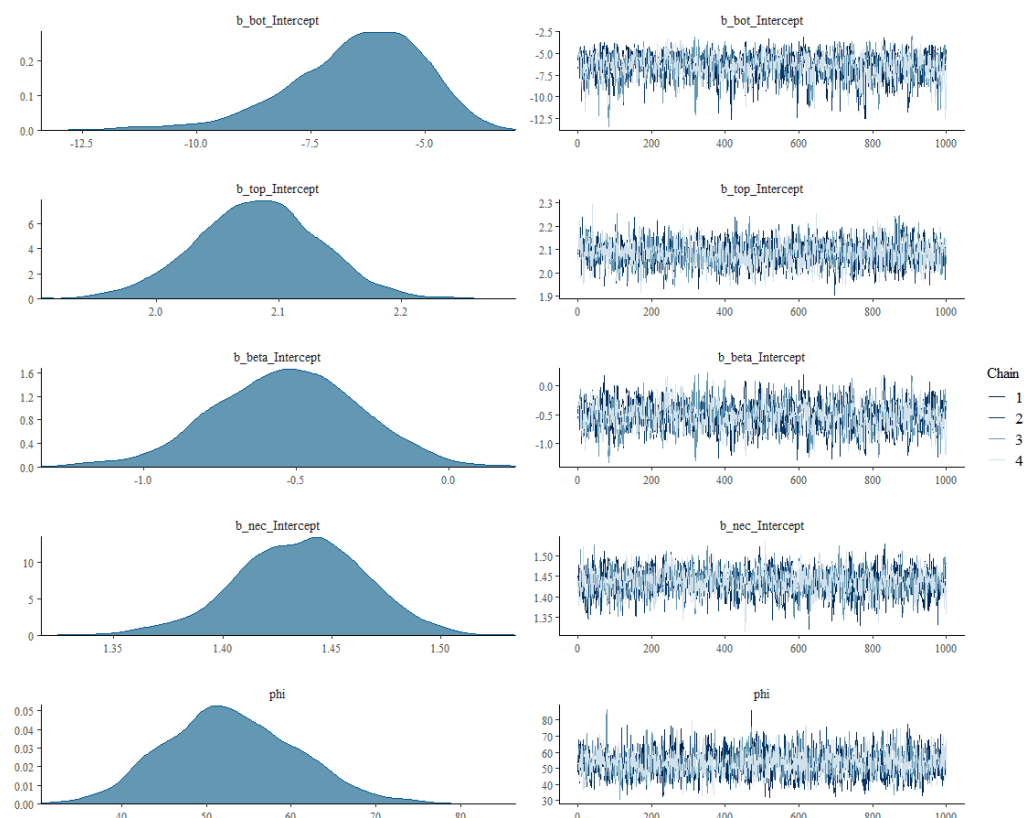 b_bot_Intercept
0.2
0.1
0.0
-12.5 -10.0 -7.5 -5.0
b_bot_Intercept
-2.5
-5.0
-7.5
-10.0
-12.5
0 200 400 600 800 1000
b_top_Intercept
6
4
2
0
2.0 2.1 2.2
b_top_Intercept
2.3
2.2
2.1
2.0
1.9
0 200 400 600 800 1000
b_beta_Intercept
1.6
1.2
0.8
0.4
0.0
-1.0 -0.5 0.0
b_beta_Intercept
0.0
-0.5
-1.0
0 200 400 600 800 1000
b_nec_Intercept
10
5
0
1.35 1.40 1.45 1.50
b_nec_Intercept
1.50
1.45
1.40
1.35
0 200 400 600 800 1000
phi
0.05
0.04
0.03
0.02
0.01
0.00
40 50 60 70 80
phi
80
70
60
50
40
30
0 200 400 600 800 1000
Chain
1
2
3
4